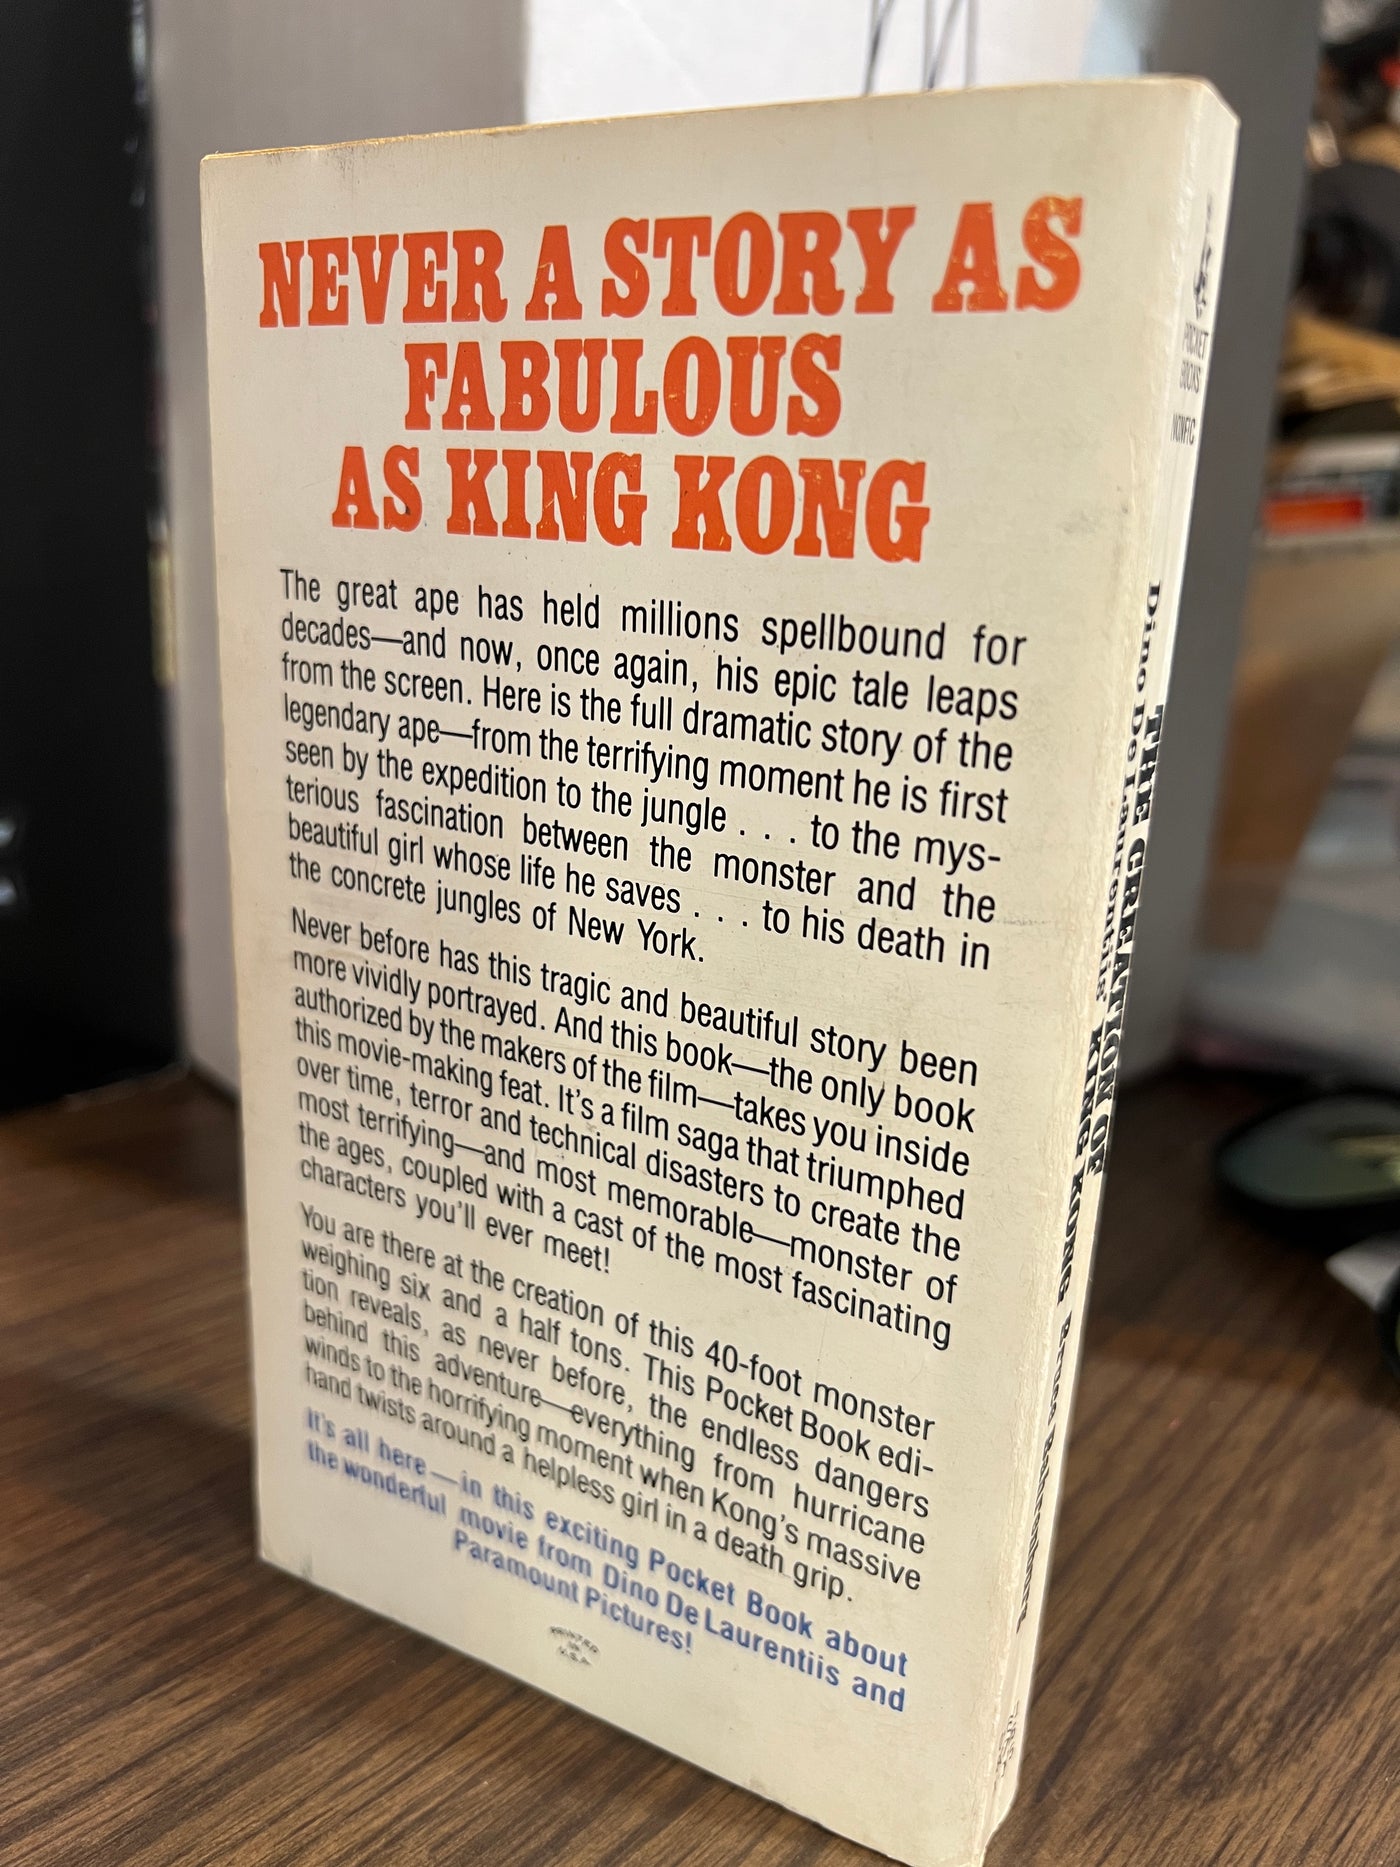 NEVER A STORY AS
FABULOUS
AS KING KONG
The great ape has held millions spellbound for
decades—and now, once again, his epic tale leaps
from the screen. Here is the full dramatic story of the
legendary ape—from the terrifying moment he is first
seen by the expedition to the jungle . . . to the mys-
terious fascination between the monster and the
beautiful girl whose life he saves . . . to his death in
the concrete jungles of New York.
Never before has this tragic and beautiful story been
more vividly portrayed. And this book—the only book
authorized by the makers of the film—takes you inside
this movie-making feat. It's a film saga that triumphed
over time, terror and technical disasters to create the
most terrifying—and most memorable—monster of
the ages, coupled with a cast of the most fascinating
characters you'll ever meet!
You are there at the creation of this 40-foot monster
weighing six and a half tons. This Pocket Book edi-
tion reveals, as never before, the endless dangers
behind this adventure—everything from hurricane
winds to the horrifying moment when Kong's massive
hand twists around a helpless girl in a death grip.
It's all here—in this exciting Pocket Book about
the wonderful movie from Dino De Laurentiis and
Paramount Pictures!
PRINTED
IN
U.S.A.
POCKET
BOOKS
NONFIC
THE CREATION OF
Dino De Laurentiis' KING KONG
Bruce Bahrenburg